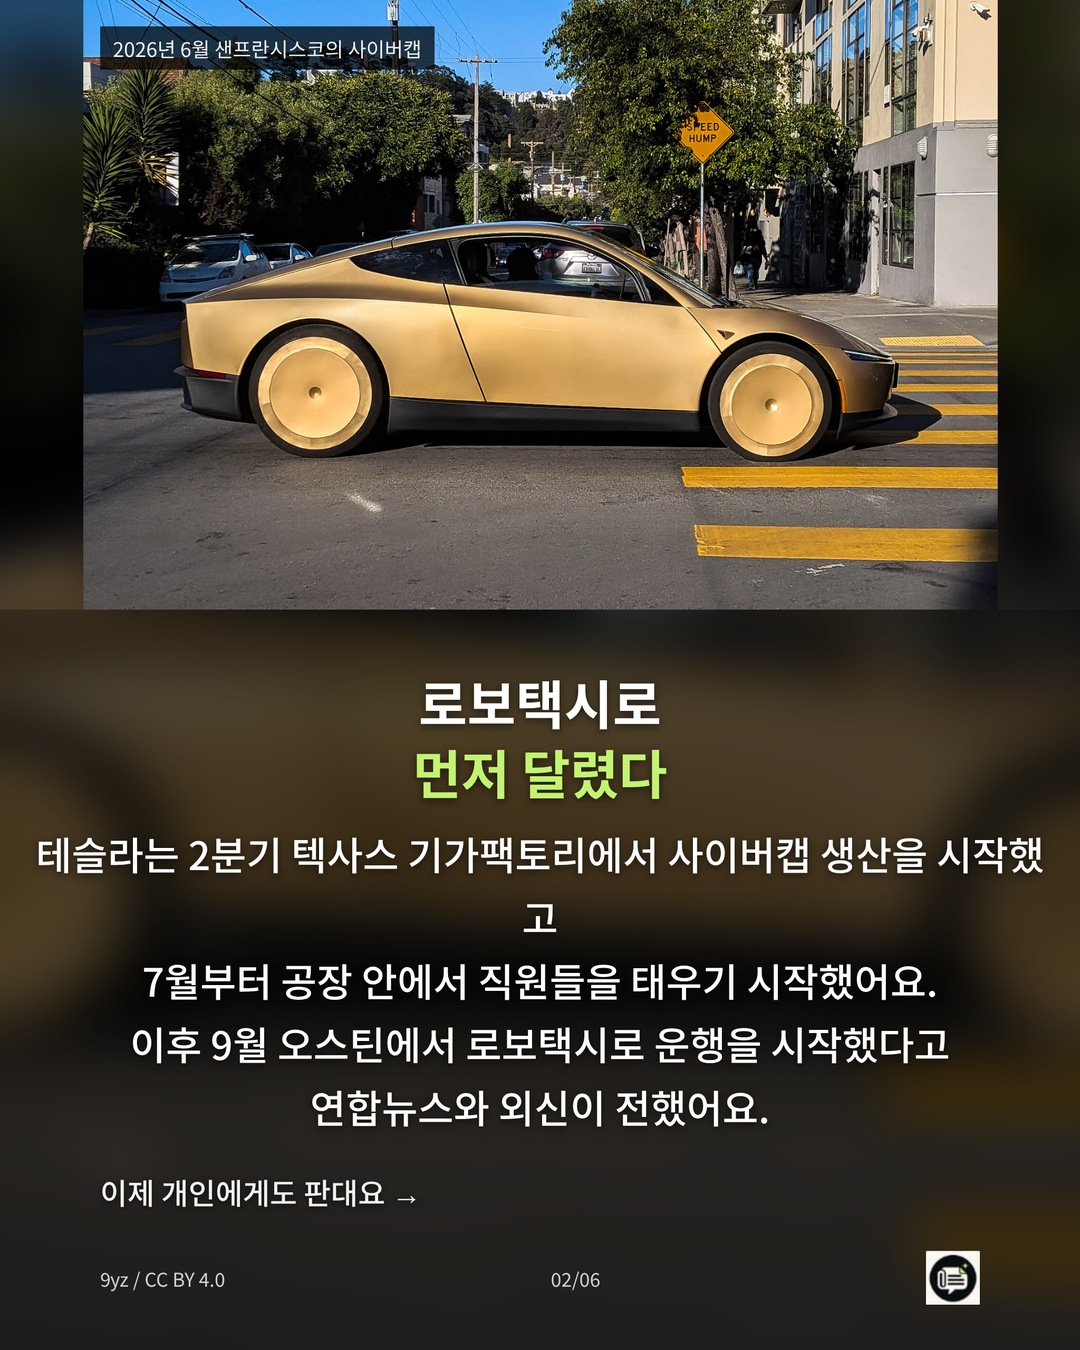 2026년 6월 샌프란시스코의 사이버캡
SPEED
HUMP
로보택시로
먼저 달렸다
테슬라는 2분기 텍사스 기가팩토리에서 사이버캡 생산을 시작했
고
7월부터 공장 안에서 직원들을 태우기 시작했어요.
이후 9월 오스틴에서 로보택시로 운행을 시작했다고
연합뉴스와 외신이 전했어요.
이제 개인에게도 판대요 →
9yz / CC BY 4.0
02/06